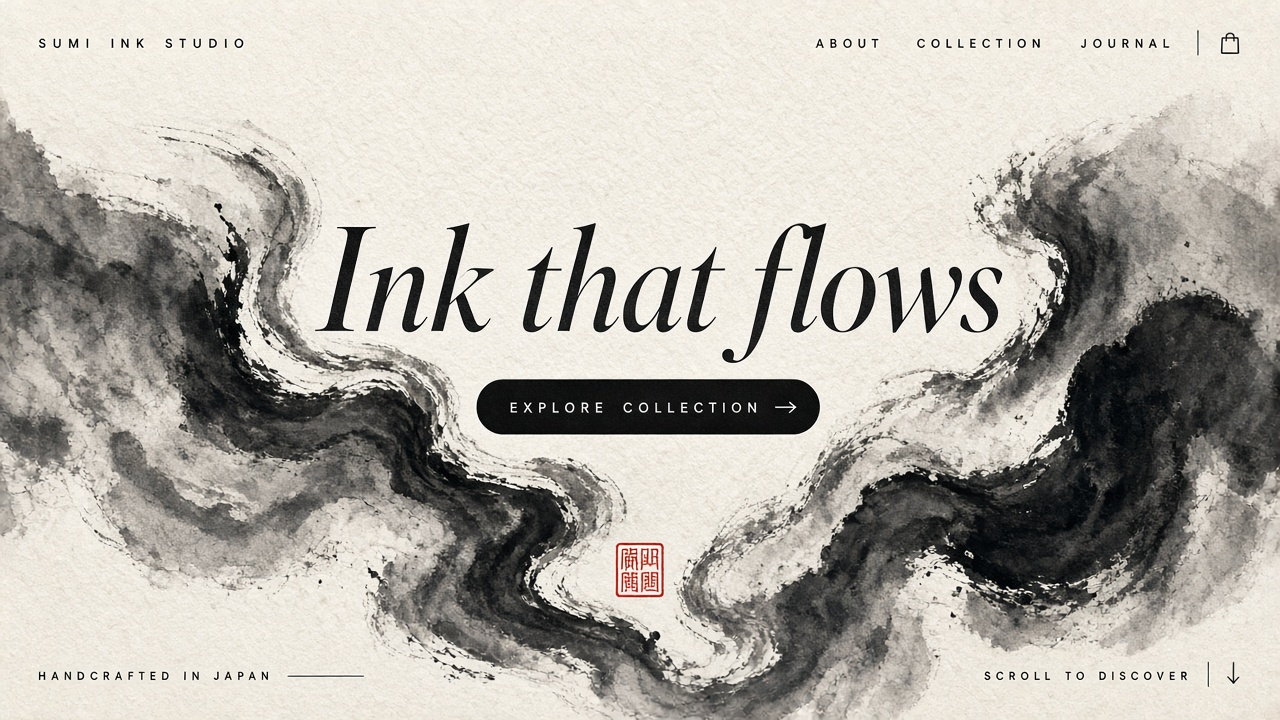 SUMI INK STUDIO
ABOUT COLLECTION JOURNAL
Ink that flows
EXPLORE COLLECTION →
HANDCRAFTED IN JAPAN
SCROLL TO DISCOVER ↓